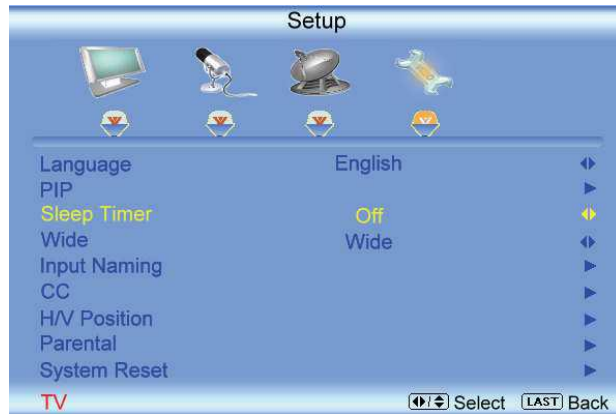 Setup
Language English
PIP
Sleep Timer Off
Wide Wide
Input Naming
CC
H/V Position
Parental
System Reset
TV Select LAST Back